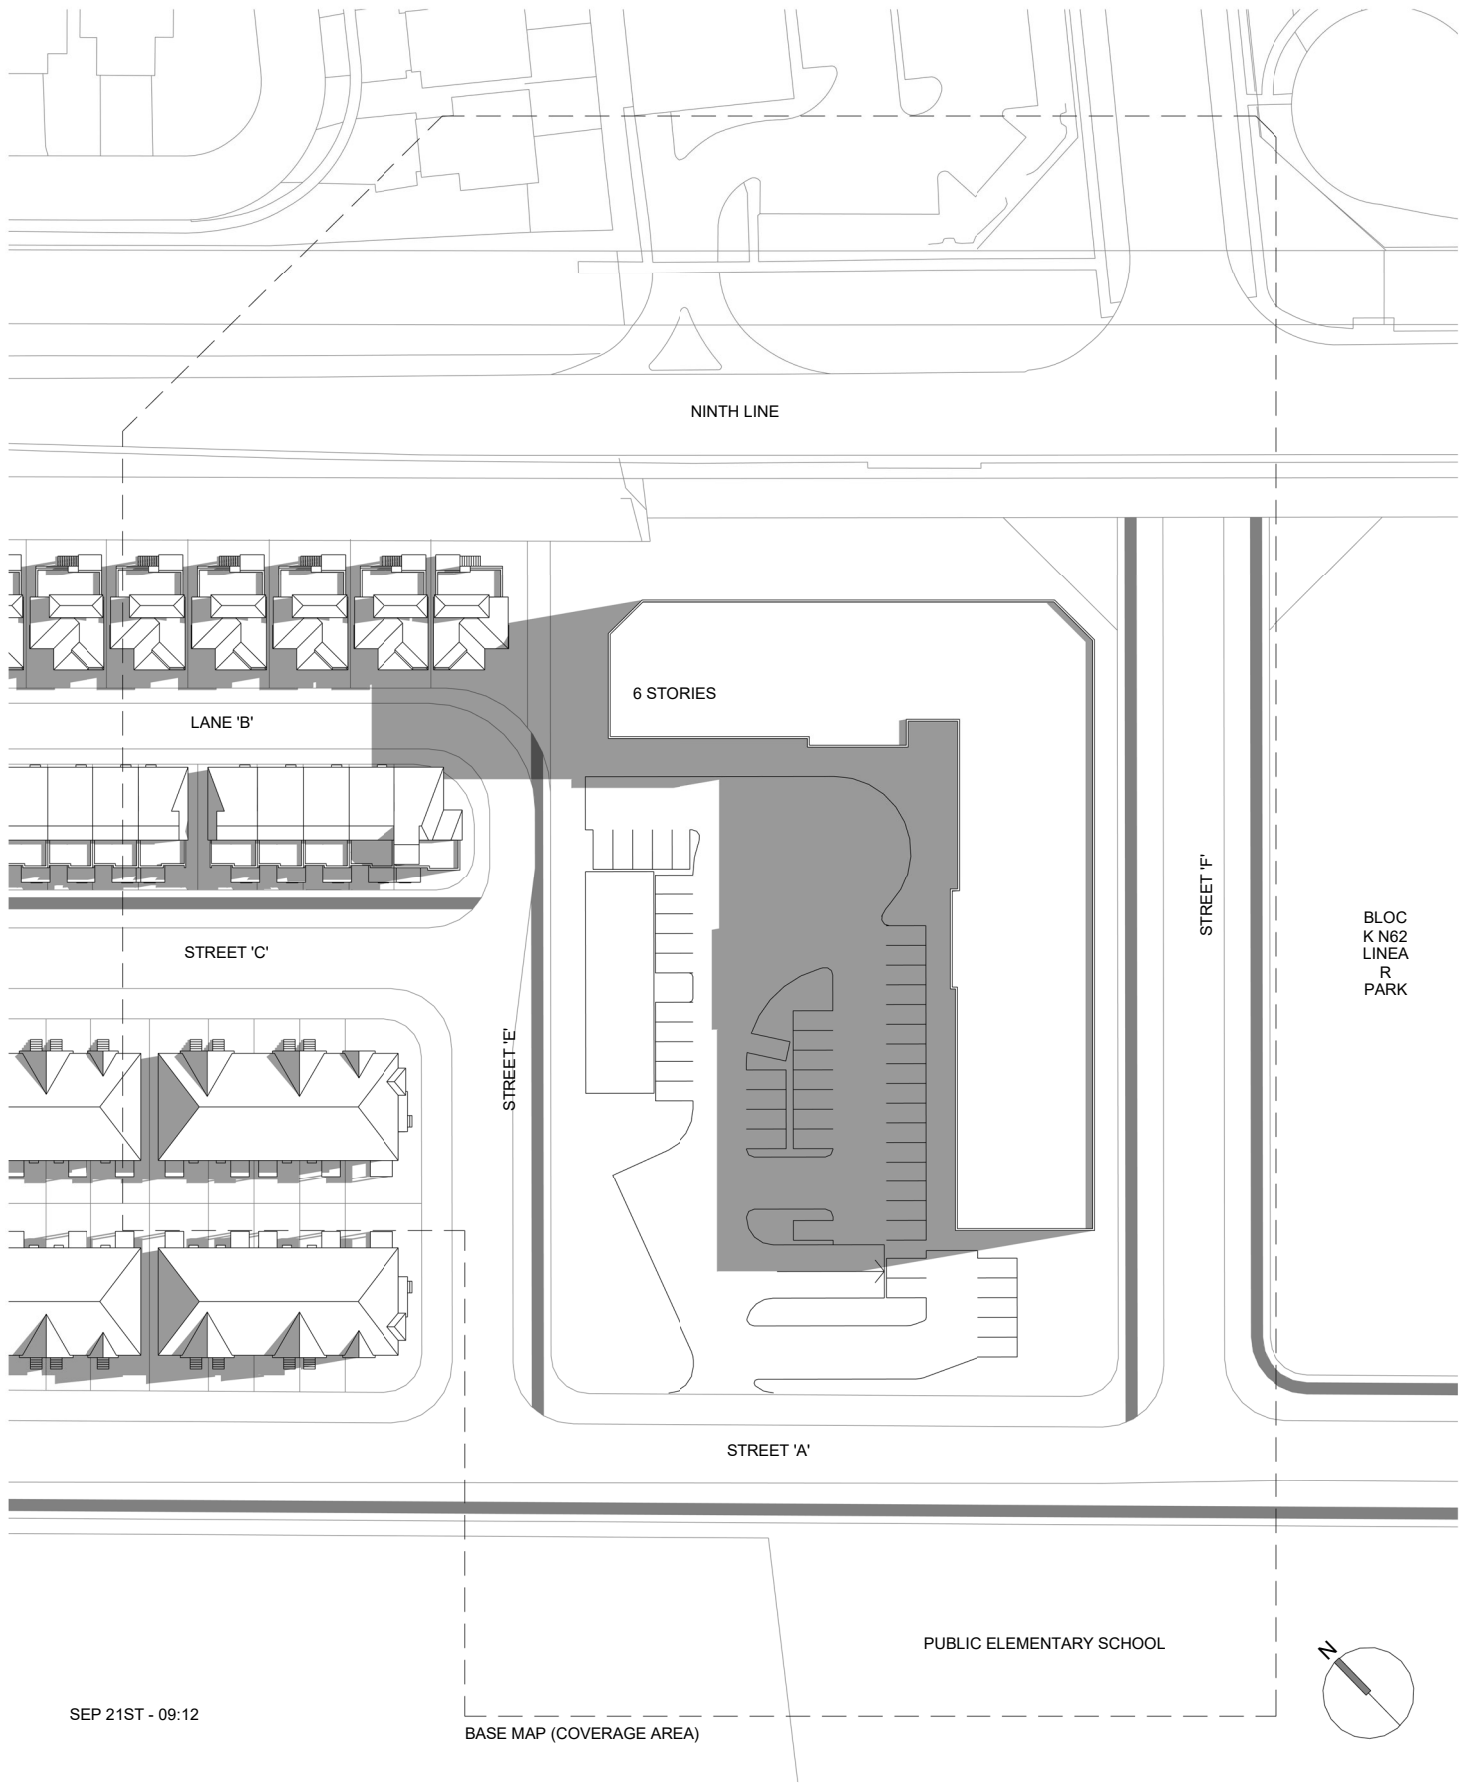 NINTH LINE
6 STORIES
LANE 'B'
STREET 'F'
BLOC
K N62
LINEA
R
PARK
STREET 'C'
STREET 'E'
STREET 'A'
PUBLIC ELEMENTARY SCHOOL
N
SEP 21ST - 09:12
BASE MAP (COVERAGE AREA)